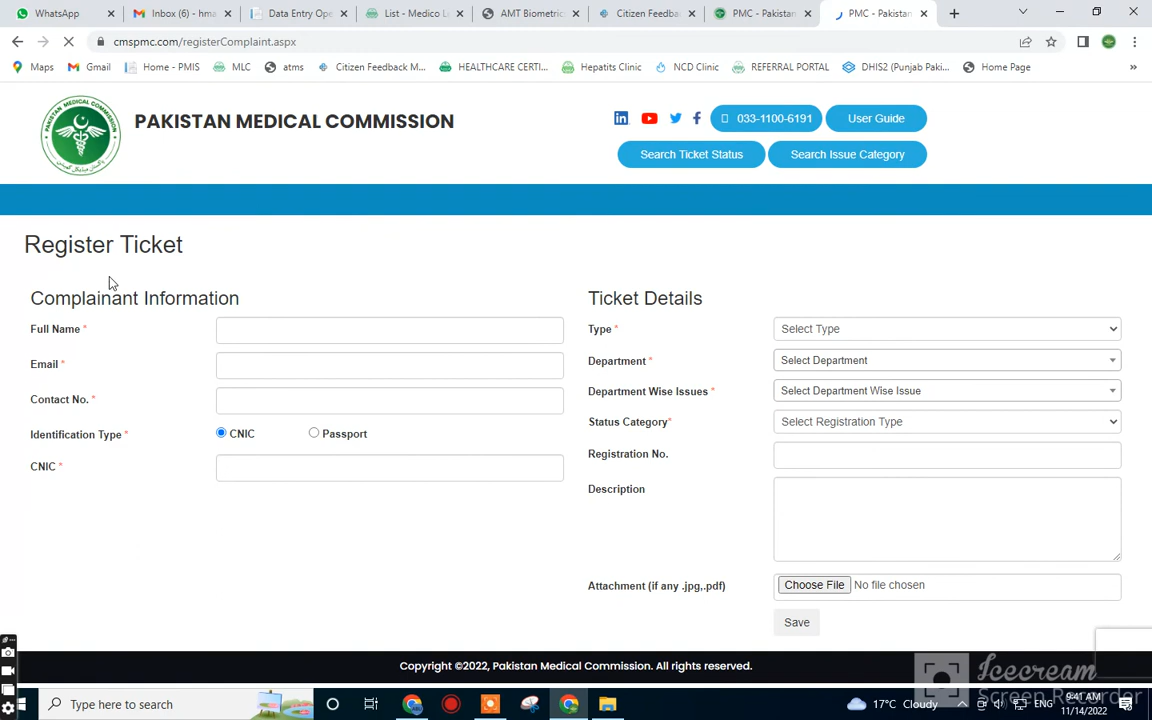 WhatsApp
Inbox (6) - hma
Data Entry Ope
List - Medico Le
AMT Biometric
Citizen Feedba
PMC - Pakistan
PMC - Pakistan
cmspmc.com/registerComplaint.aspx
Maps
Gmail
Home - PMIS
MLC
atms
Citizen Feedback M...
HEALTHCARE CERTI...
Hepatits Clinic
NCD Clinic
REFERRAL PORTAL
DHIS2 (Punjab Paki...
Home Page
PAKISTAN MEDICAL COMMISSION
033-1100-6191
User Guide
Search Ticket Status
Search Issue Category
Register Ticket
Complainant Information
Full Name *
Email *
Contact No. *
Identification Type *
CNIC
Passport
CNIC *
Ticket Details
Type *
Select Type
Department *
Select Department
Department Wise Issues *
Select Department Wise Issue
Status Category*
Select Registration Type
Registration No.
Description
Attachment (if any .jpg,.pdf)
Choose File
No file chosen
Save
Copyright ©2022, Pakistan Medical Commission. All rights reserved.
Icecream
Screen Recorder
Type here to search
17°C Cloudy
ENG
9:41 AM
11/14/2022